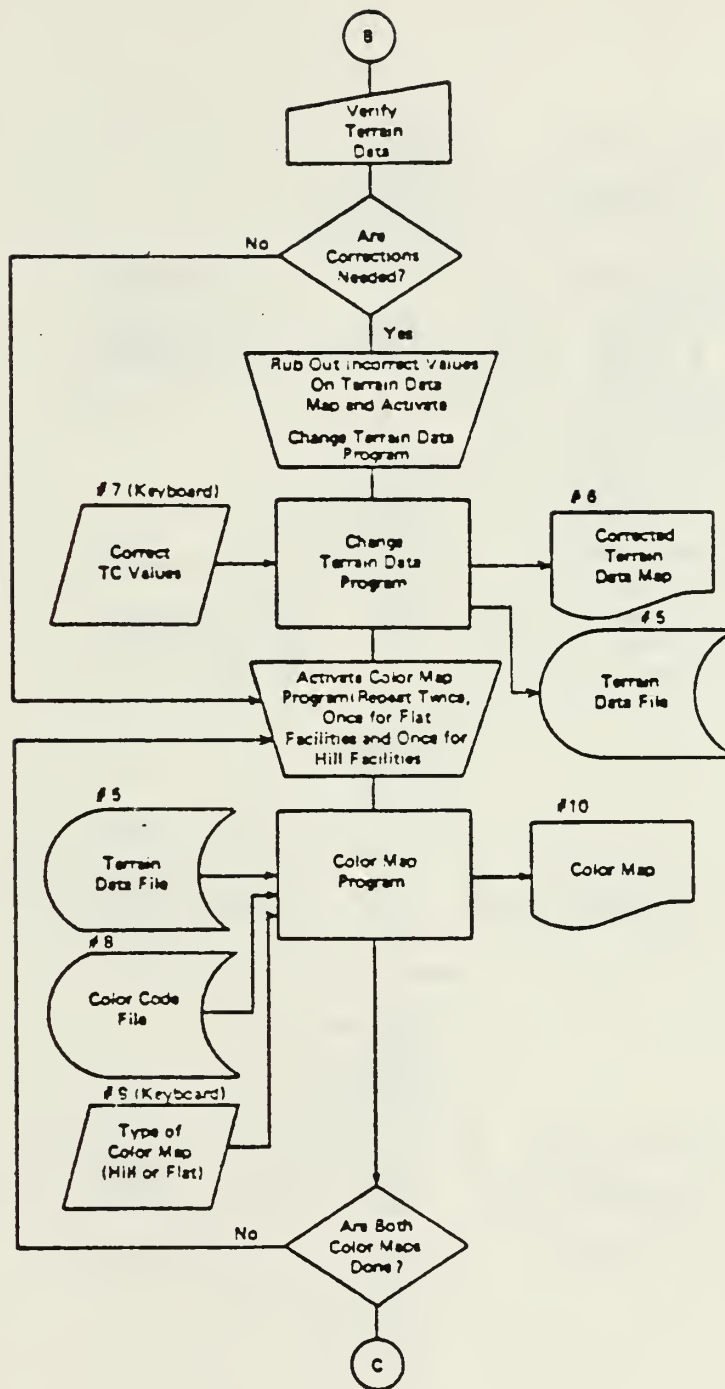 B
Verify
Terrain
Data
Are
Corrections
Needed?
No
Yes
Rub Out Incorrect Values
On Terrain Data
Map and Activate
Change Terrain Data
Program
#7 (Keyboard)
Correct
TC Values
Change
Terrain Data
Program
#6
Corrected
Terrain
Data Map
#5
Terrain
Data File
Activate Color Map
Program (Repeat Twice,
Once for Flat
Facilities and Once for
Hill Facilities
#5
Terrain
Data File
Color Map
Program
#10
Color Map
#8
Color Code
File
#9 (Keyboard)
Type of
Color Map
(Hill or Flat)
No
Are Both
Color Maps
Done?
C